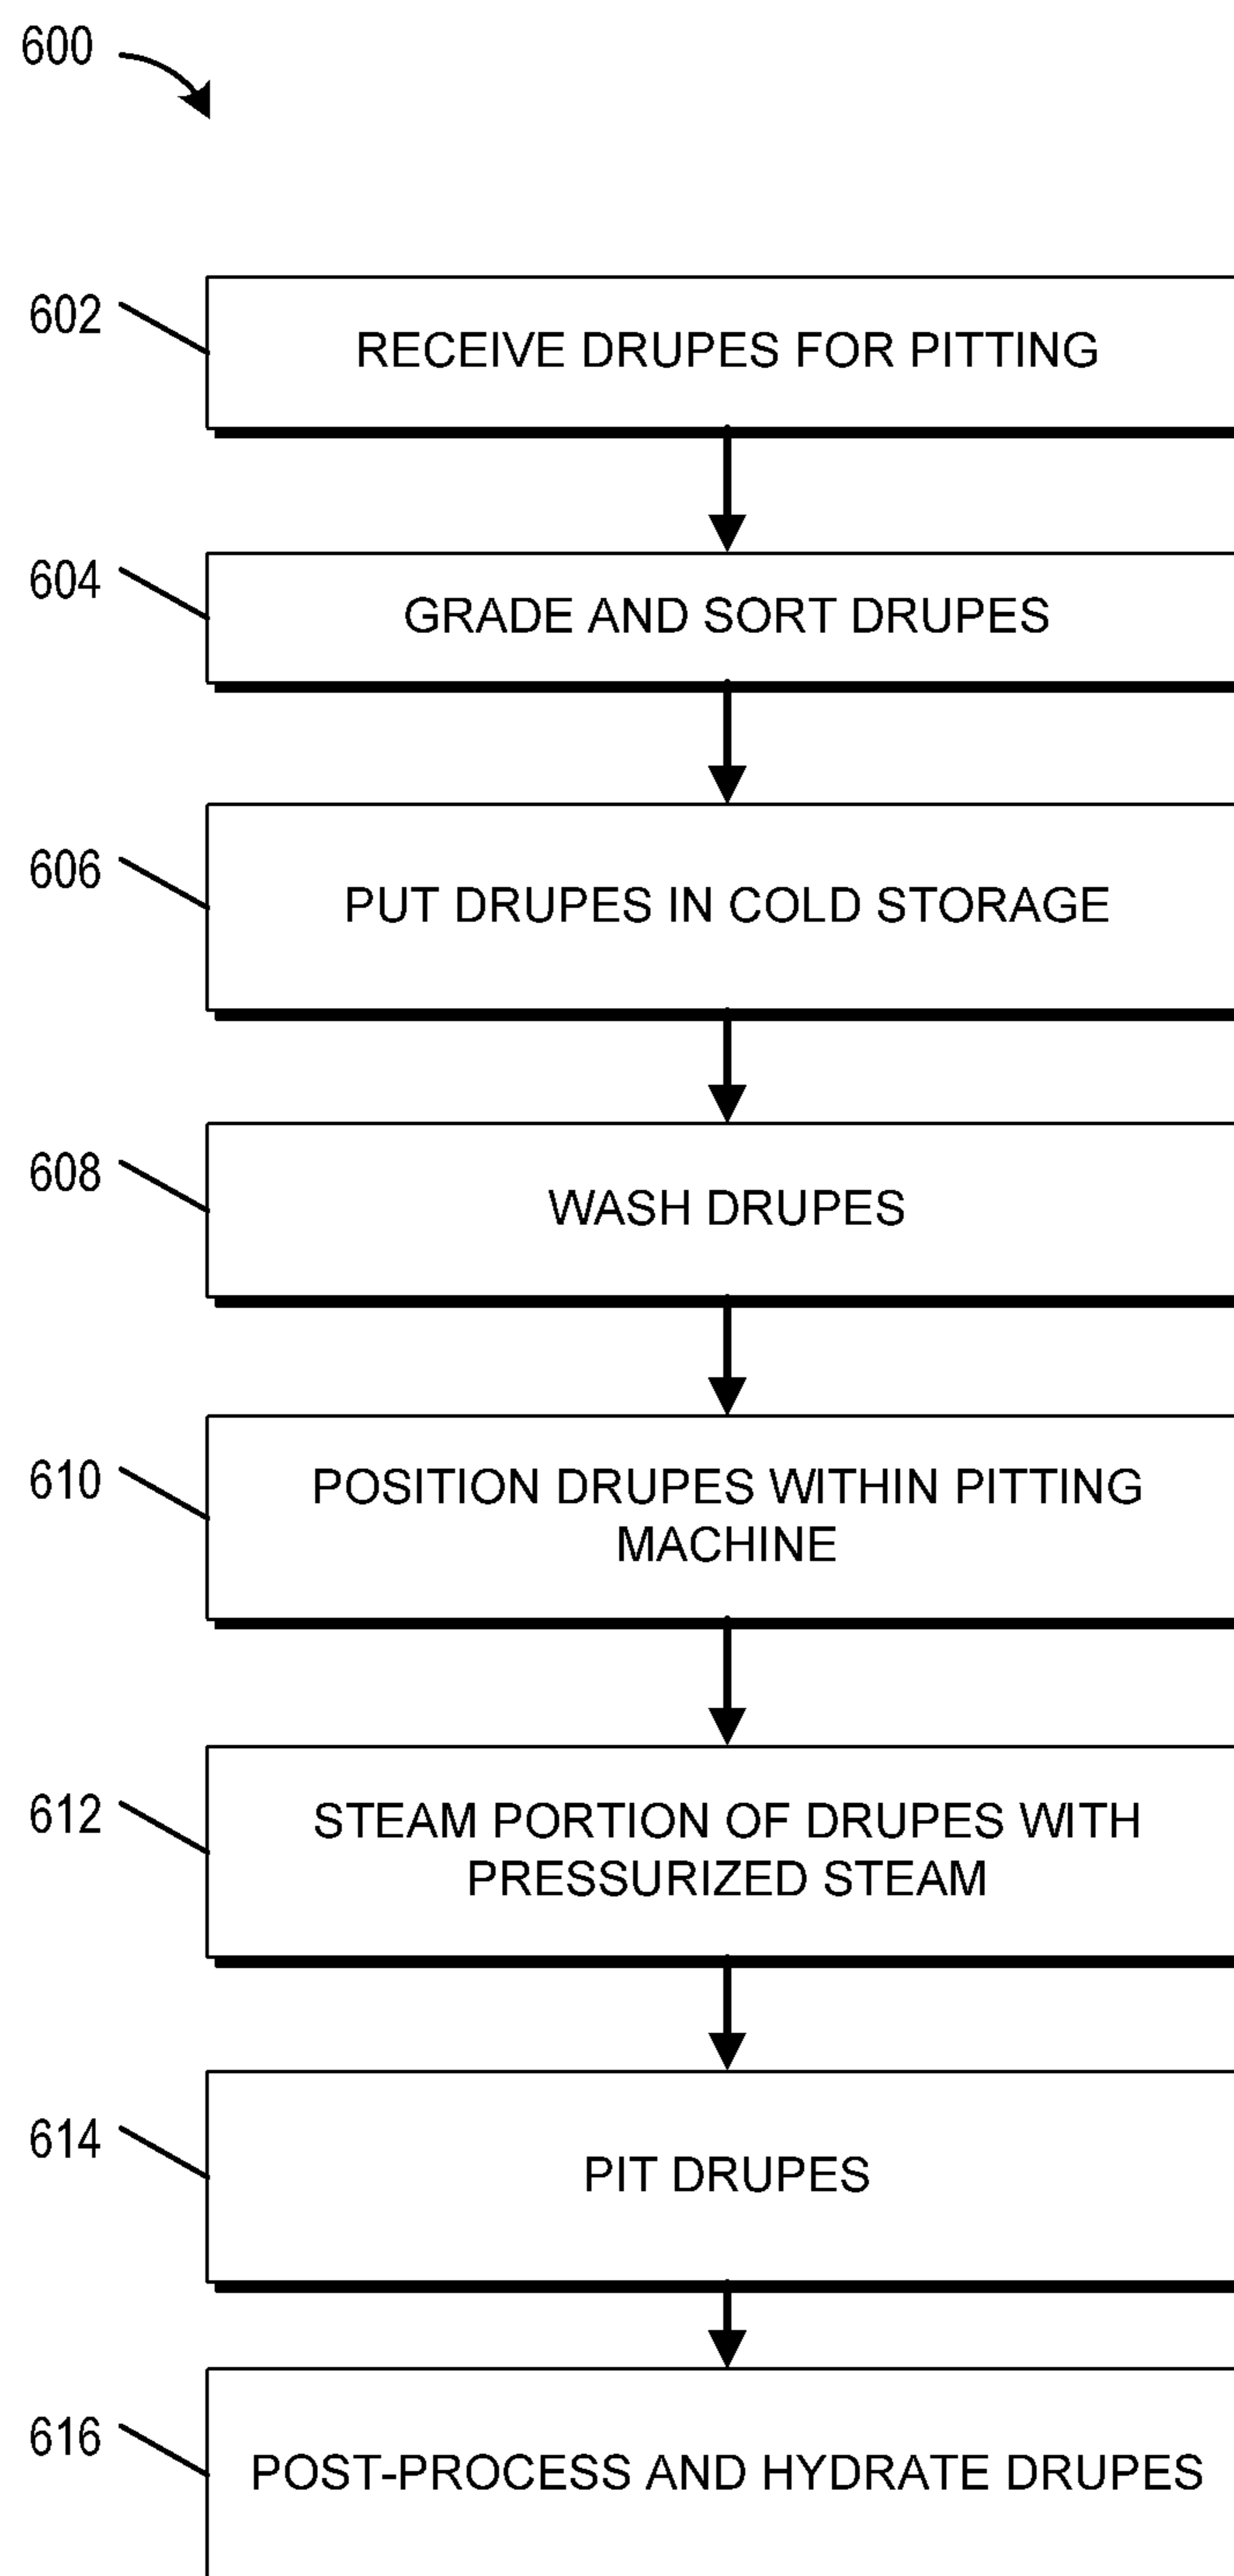 600
602
RECEIVE DRUPES FOR PITTING
604
GRADE AND SORT DRUPES
606
PUT DRUPES IN COLD STORAGE
608
WASH DRUPES
610
POSITION DRUPES WITHIN PITTING
MACHINE
612
STEAM PORTION OF DRUPES WITH
PRESSURIZED STEAM
614
PIT DRUPES
616
POST-PROCESS AND HYDRATE DRUPES